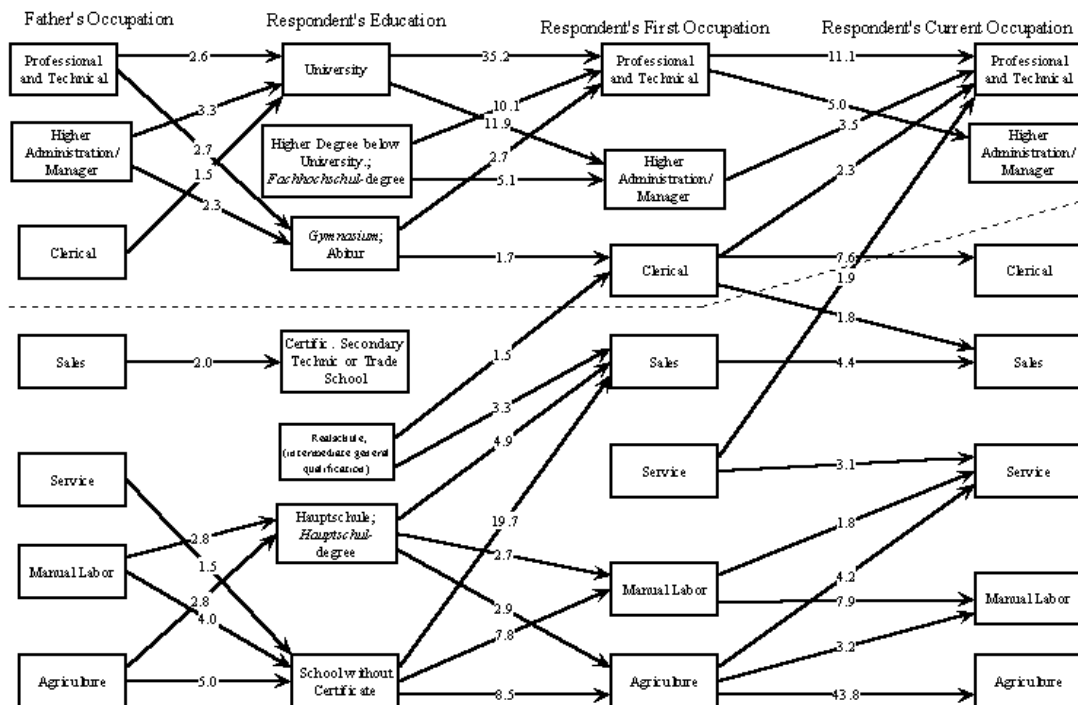 Father's Occupation
Respondent's Education
Respondent's First Occupation
Respondent's Current Occupation
Professional
and Technical
2.6
University
35.2
Professional
and Technical
11.1
Professional
and Technical
3.3
10.1
5.0
Higher
Administration/
Manager
2.7
Higher Degree below
University.;
Fachhochschul-degree
11.9
2.7
5.1
Higher
Administration/
Manager
3.5
2.3
Higher
Administration/
Manager
1.5
2.3
Clerical
Gymnasium;
Abitur
1.7
Clerical
7.6
1.9
Clerical
1.8
Sales
2.0
Certific. Secondary
Technic or Trade
School
1.5
Sales
4.4
Sales
3.3
4.9
Realschule,
(intermediate general
qualification)
Service
Service
3.1
Service
19.7
1.8
Hauptschule;
Hauptschul-
degree
2.8
1.5
2.7
4.2
Manual Labor
2.8
4.0
2.9
7.8
Manual Labor
7.9
Manual Labor
3.2
Agriculture
5.0
School without
Certificate
8.5
Agriculture
43.8
Agriculture